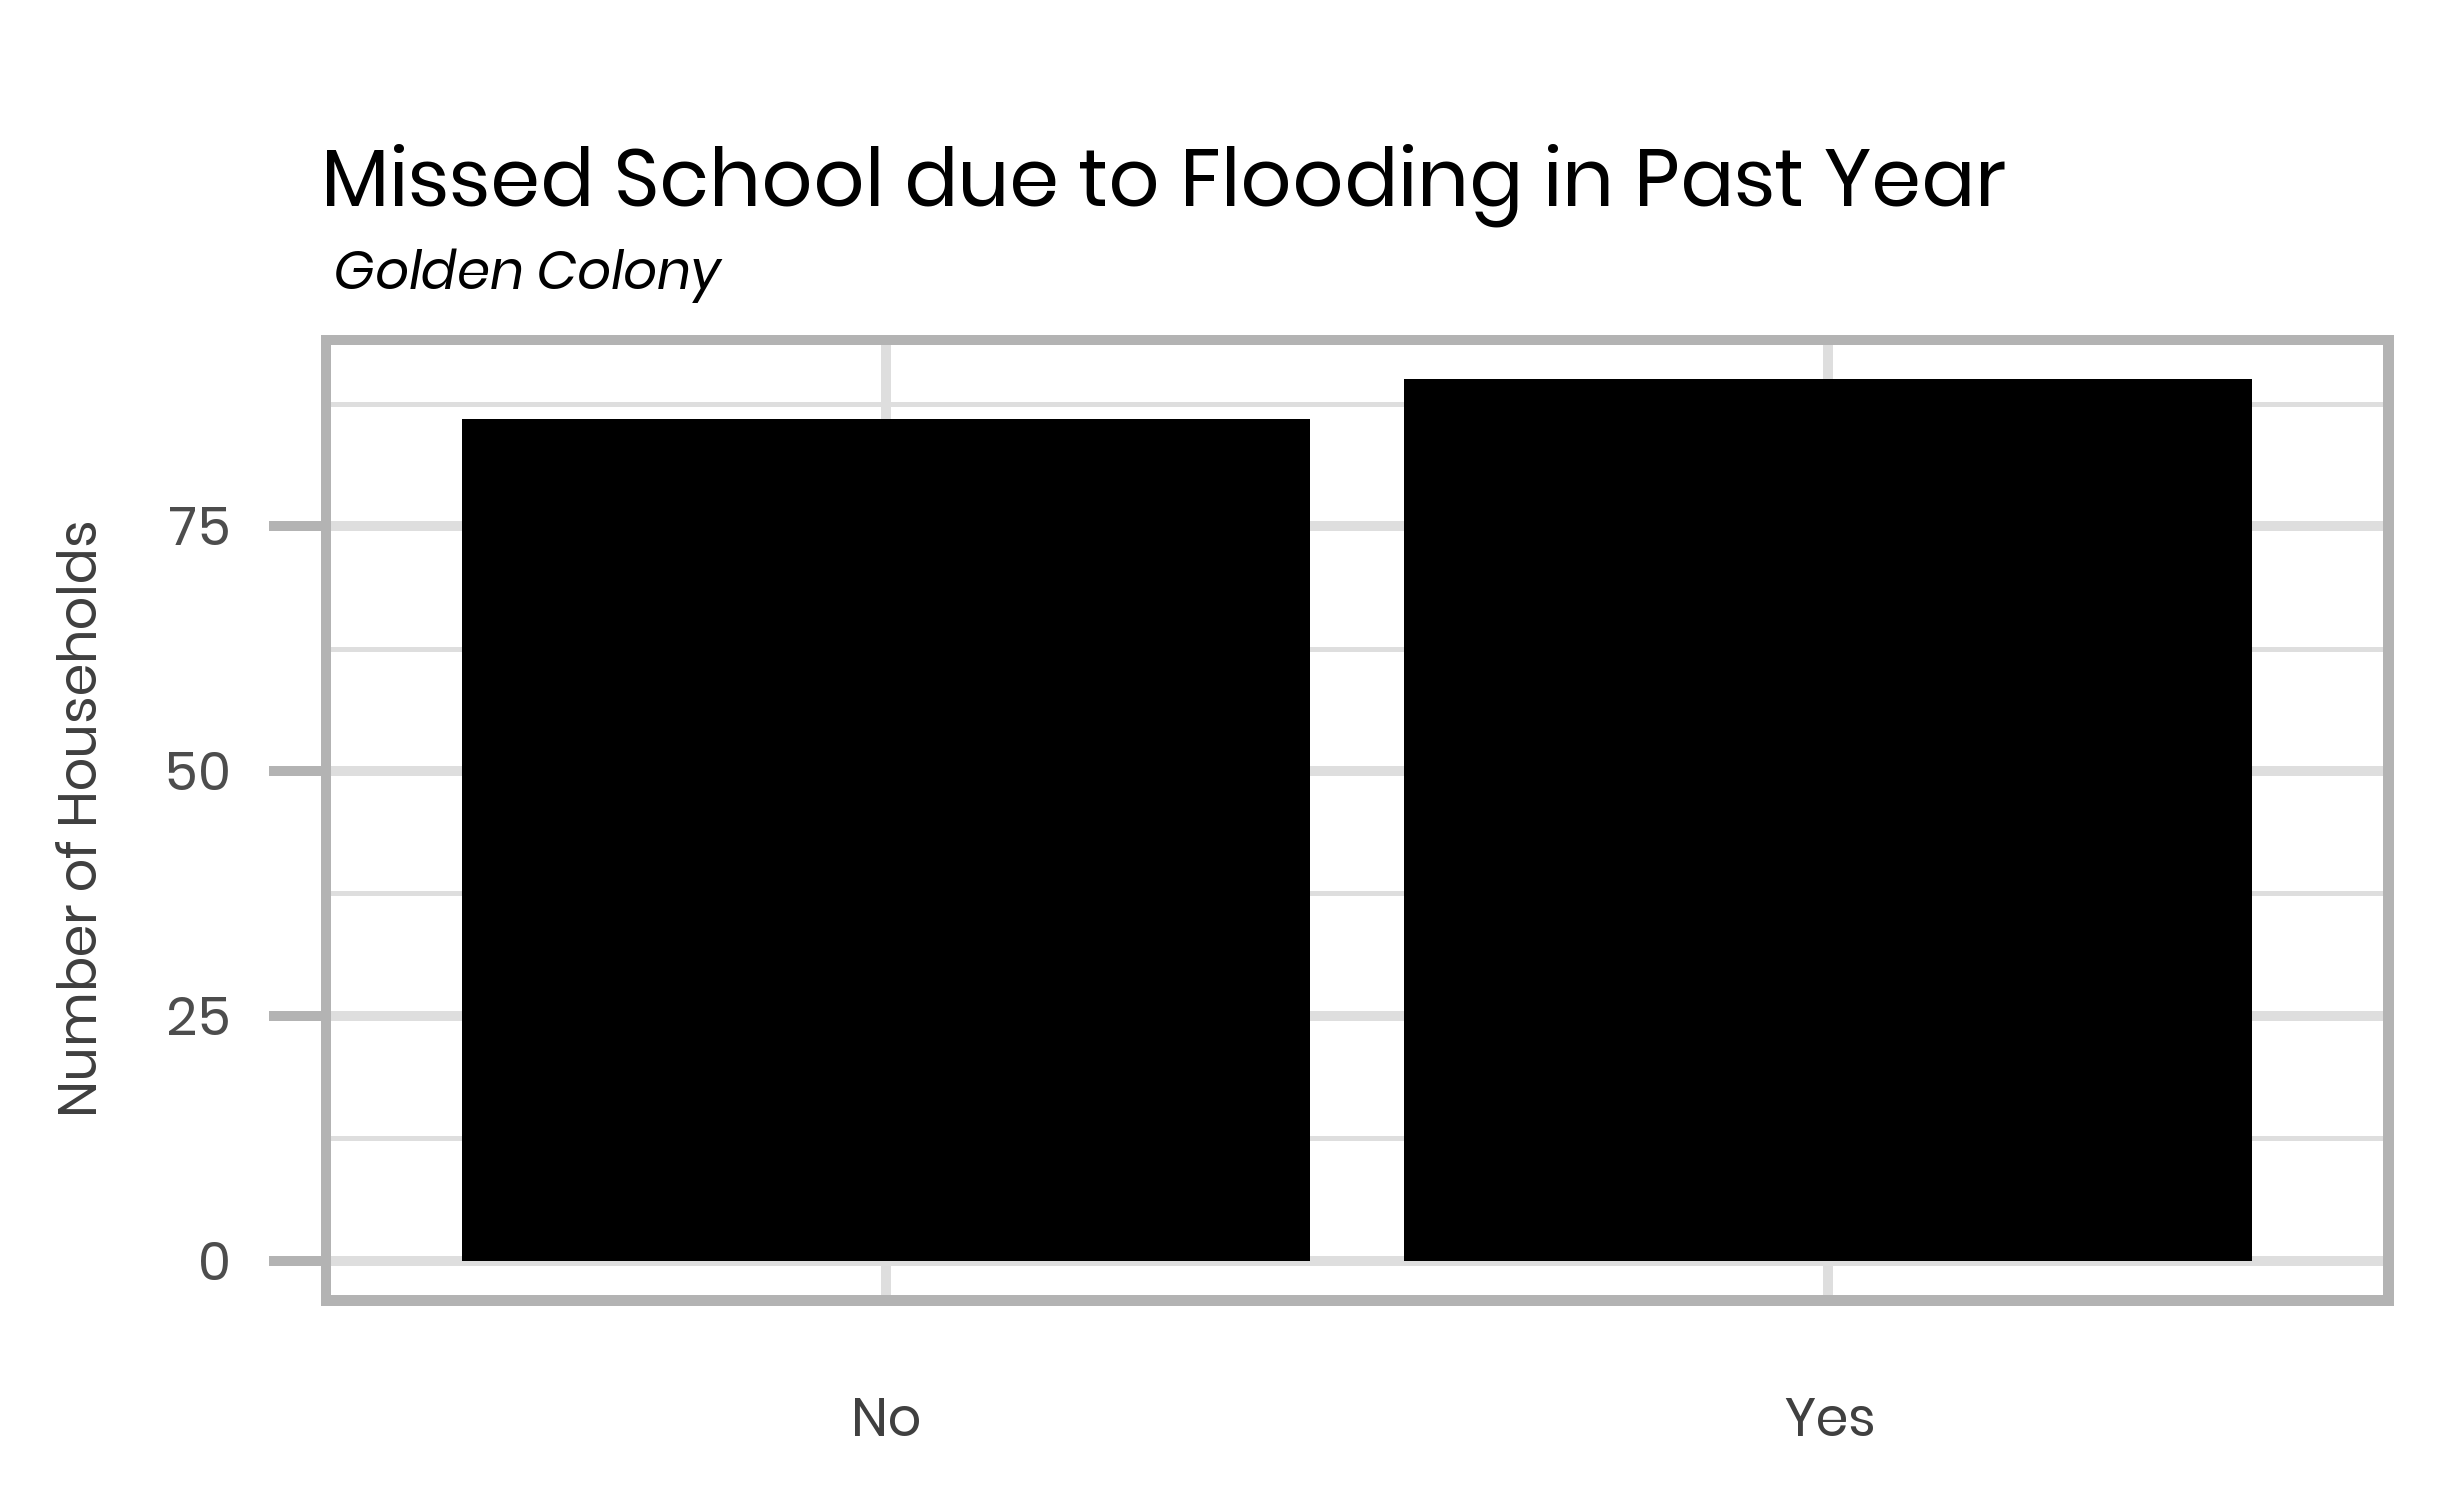 Missed School due to Flooding in Past Year
Golden Colony
Number of Households
75
50
25
0
No
Yes